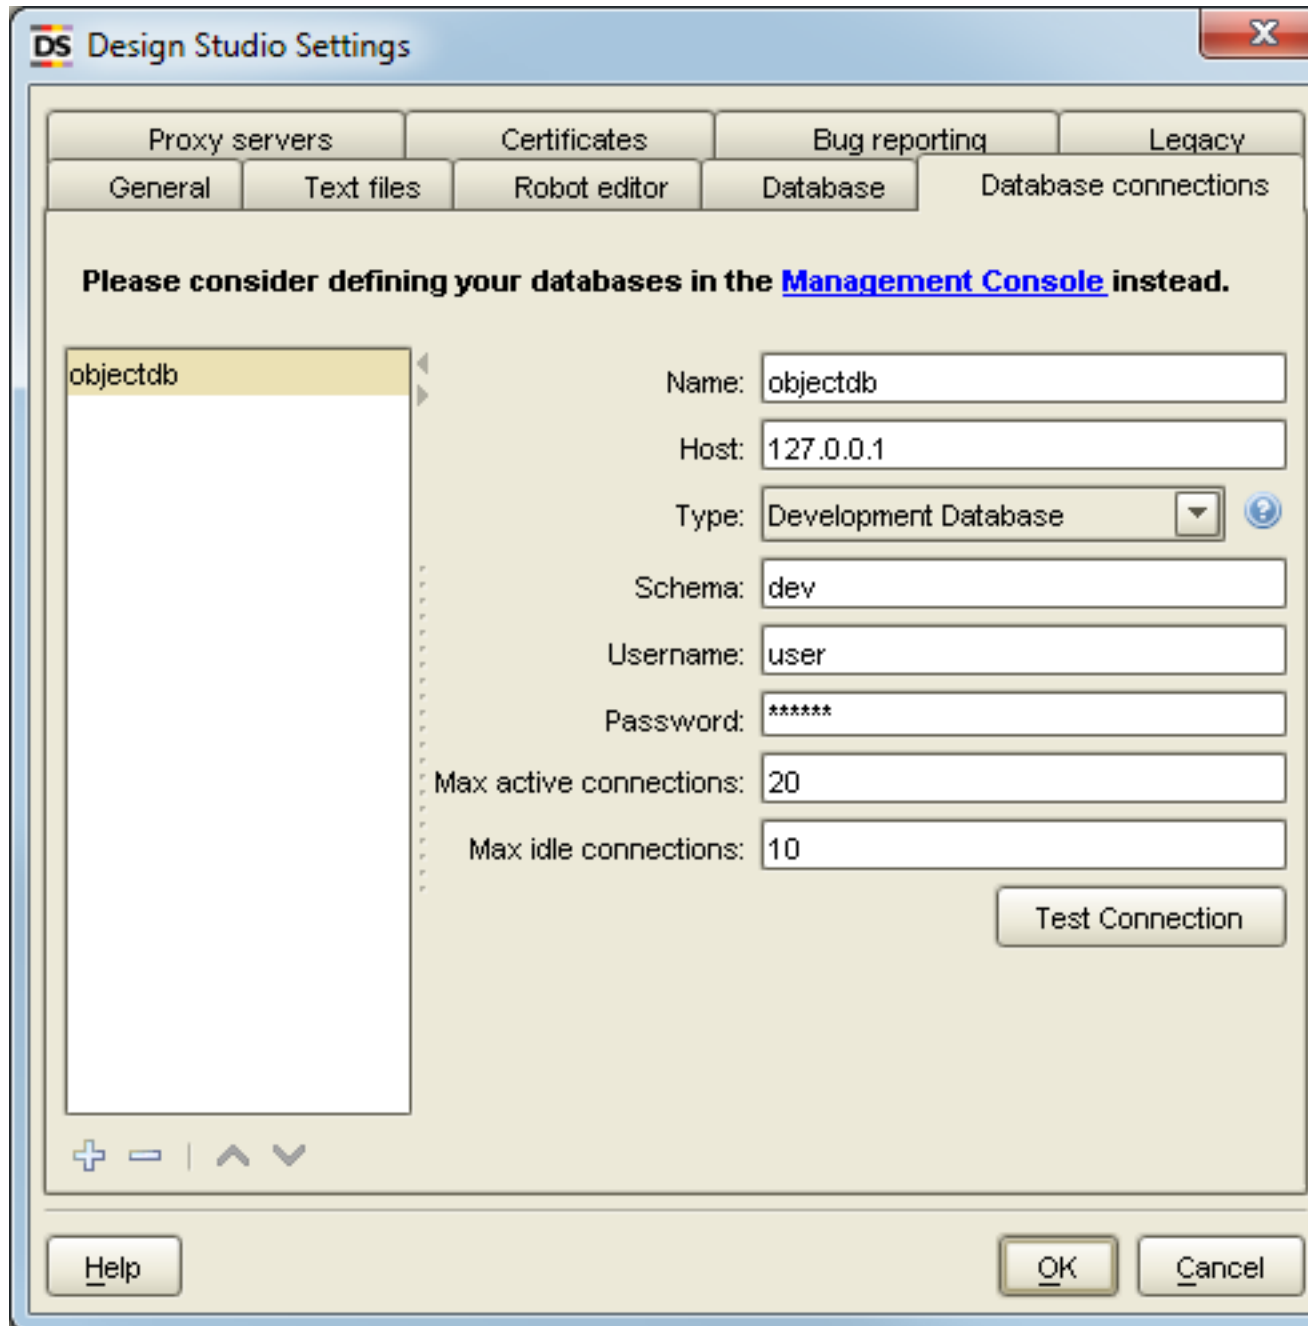 DS Design Studio Settings
Proxy servers Certificates Bug reporting Legacy
General Text files Robot editor Database Database connections
Please consider defining your databases in the Management Console instead.
objectdb
Name: objectdb
Host: 127.0.0.1
Type: Development Database
Schema: dev
Username: user
Password: ******
Max active connections: 20
Max idle connections: 10
Test Connection
Help OK Cancel